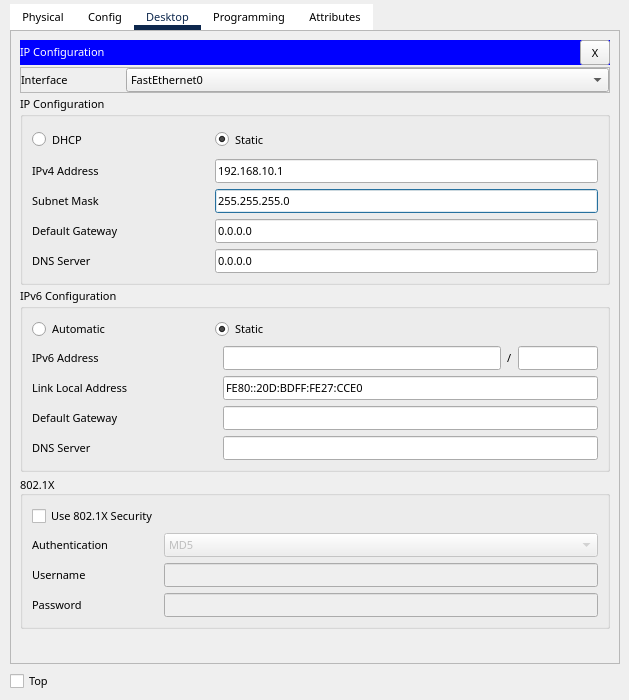 Physical Config Desktop Programming Attributes
IP Configuration X
Interface FastEthernet0
IP Configuration
DHCP Static
IPv4 Address 192.168.10.1
Subnet Mask 255.255.255.0
Default Gateway 0.0.0.0
DNS Server 0.0.0.0
IPv6 Configuration
Automatic Static
IPv6 Address /
Link Local Address FE80::20D:BDFF:FE27:CCE0
Default Gateway
DNS Server
802.1X
Use 802.1X Security
Authentication MD5
Username
Password
Top